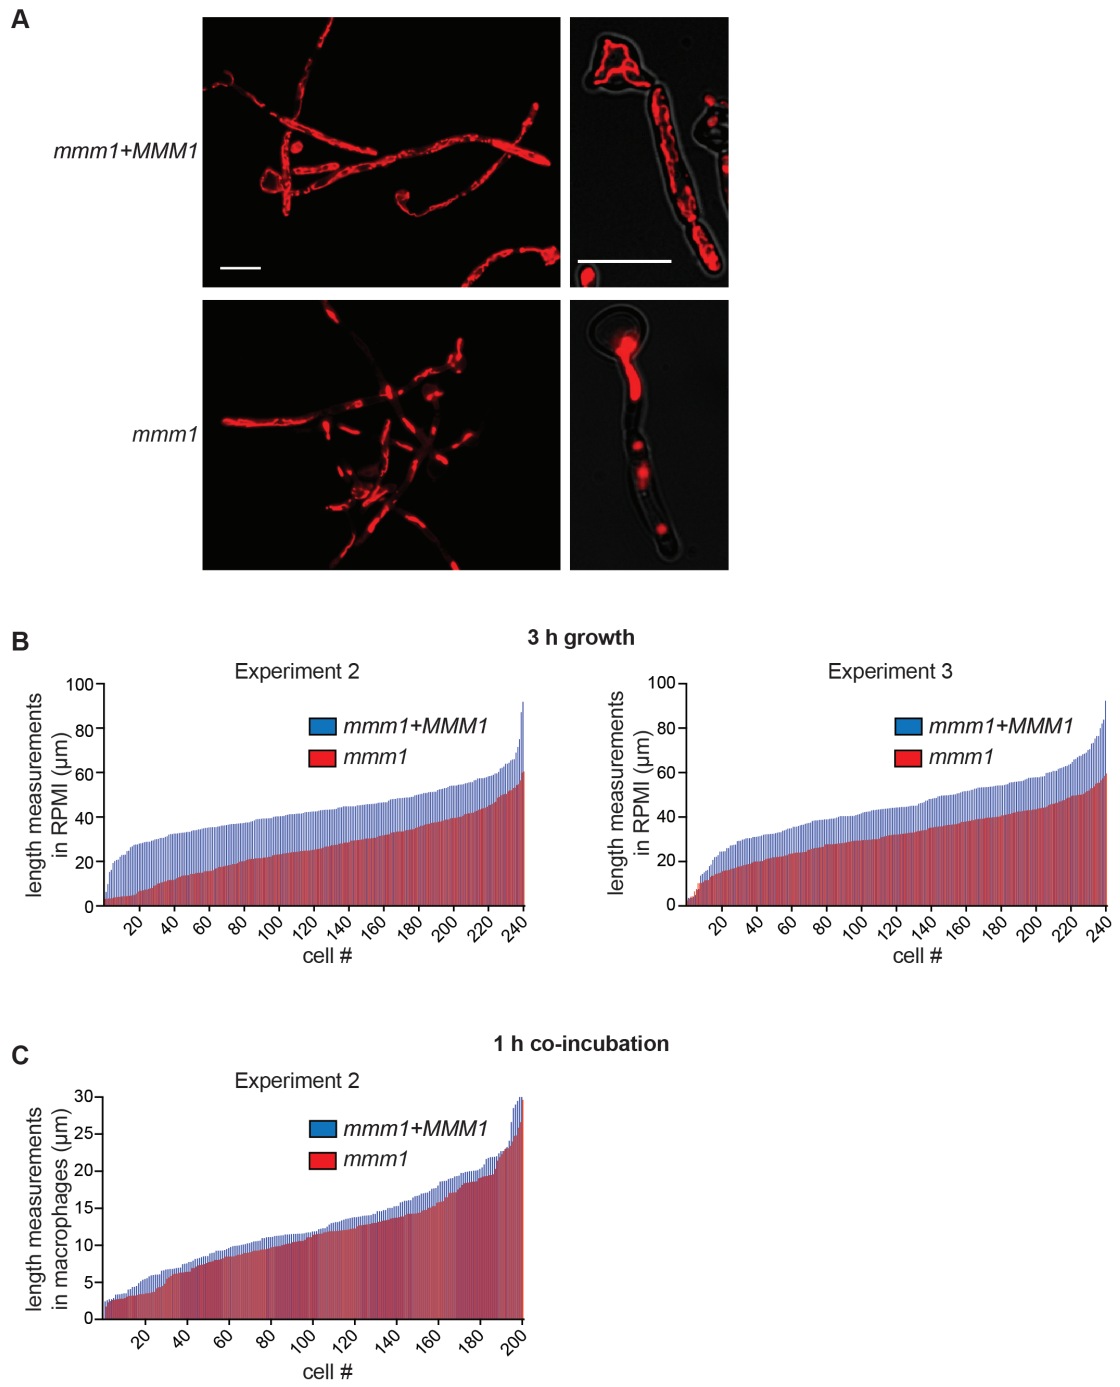 A
mmm1+MMM1
mmm1
B
3 h growth
Experiment 2
length measurements
in RPMI (µm)
100
80
60
40
20
0
mmm1+MMM1
mmm1
20 40 60 80 100 120 140 160 180 200 220 240
cell #
Experiment 3
length measurements
in RPMI (µm)
100
80
60
40
20
0
mmm1+MMM1
mmm1
20 40 60 80 100 120 140 160 180 200 220 240
cell #
C
1 h co-incubation
Experiment 2
length measurements
in macrophages (µm)
30
25
20
15
10
5
0
mmm1+MMM1
mmm1
20 40 60 80 100 120 140 160 180 200
cell #